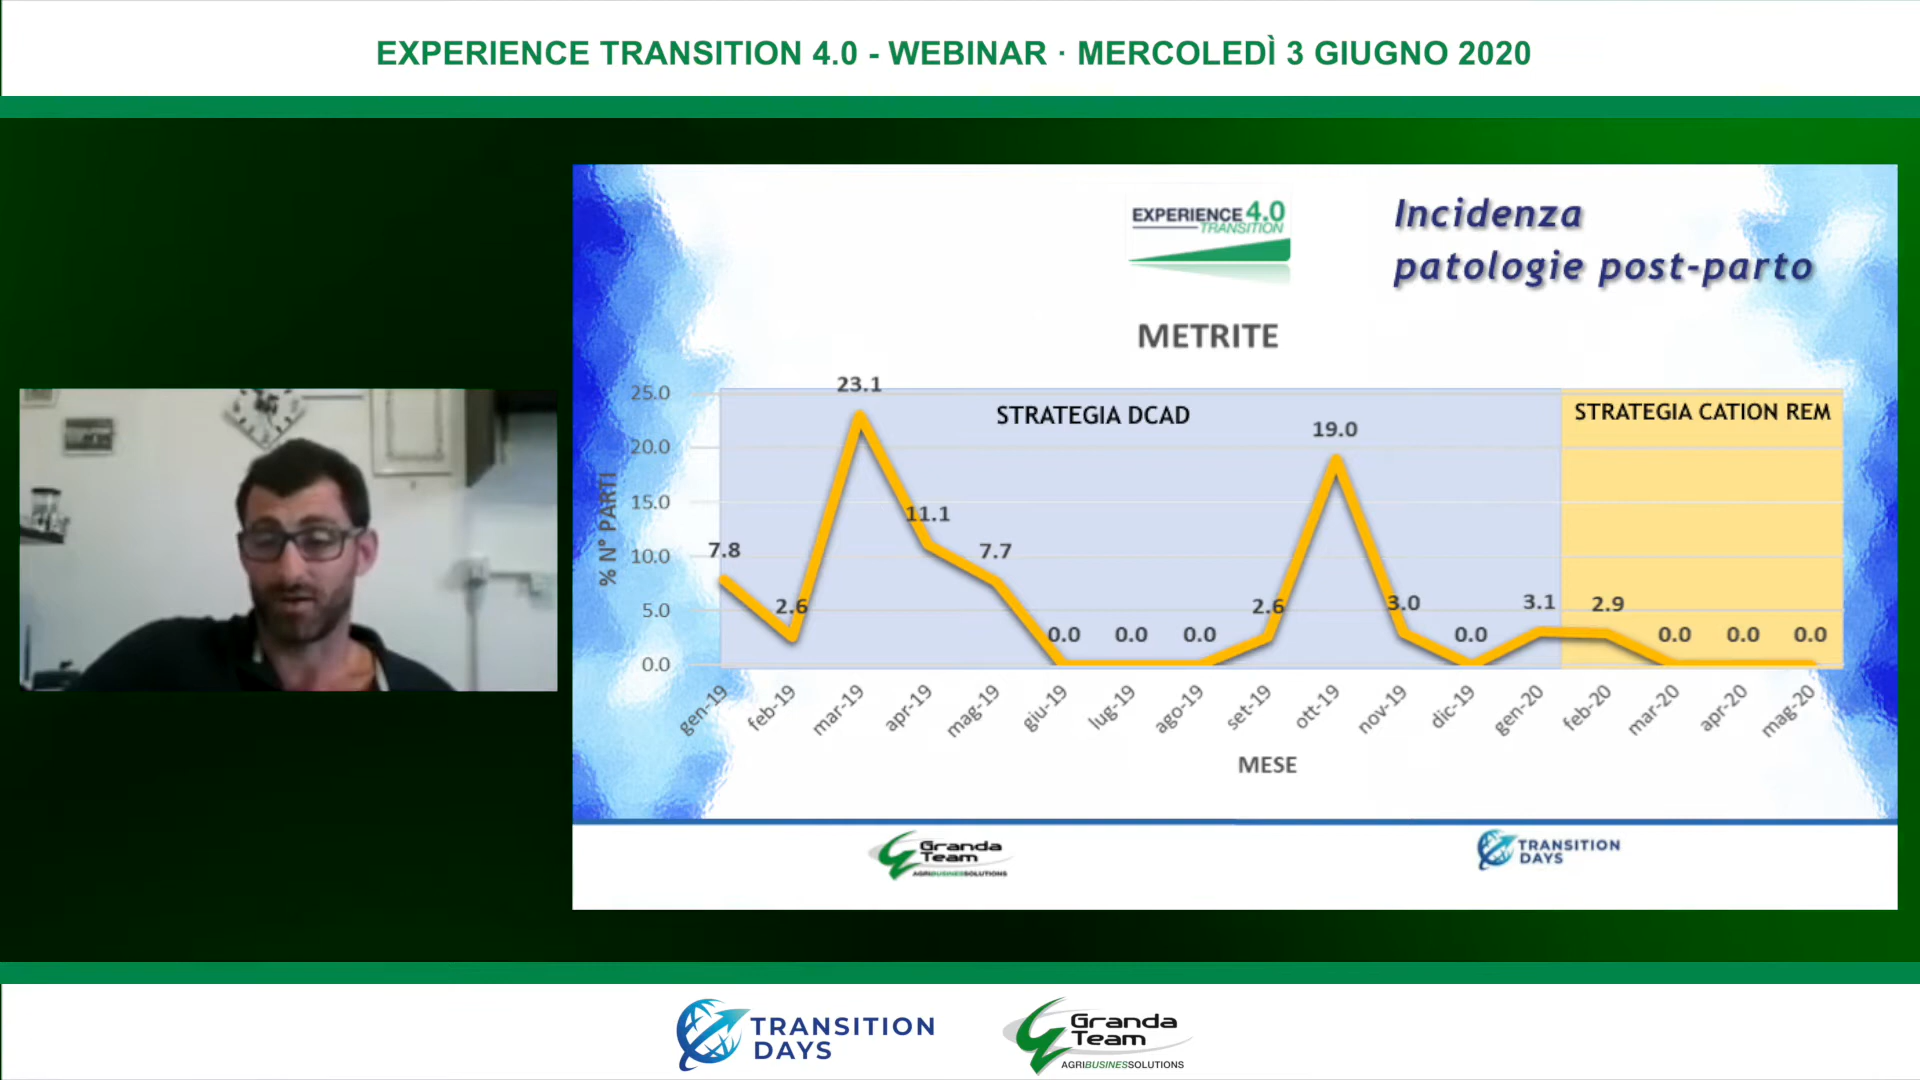 EXPERIENCE TRANSITION 4.0 - WEBINAR · MERCOLEDÌ 3 GIUGNO 2020
EXPERIENCE 4.0
TRANSITION
Incidenza
patologie post-parto
METRITE
STRATEGIA DCAD
STRATEGIA CATION REM
% N° PARTI
25.0
20.0
15.0
10.0
5.0
0.0
7.8
2.6
23.1
11.1
7.7
0.0
0.0
0.0
2.6
19.0
3.0
0.0
3.1
2.9
0.0
0.0
0.0
gen-19
feb-19
mar-19
apr-19
mag-19
giu-19
lug-19
ago-19
set-19
ott-19
nov-19
dic-19
gen-20
feb-20
mar-20
apr-20
mag-20
MESE
Granda
Team
AGRIBUSINESSOLUTIONS
TRANSITION
DAYS
TRANSITION
DAYS
Granda
Team
AGRIBUSINESSOLUTIONS